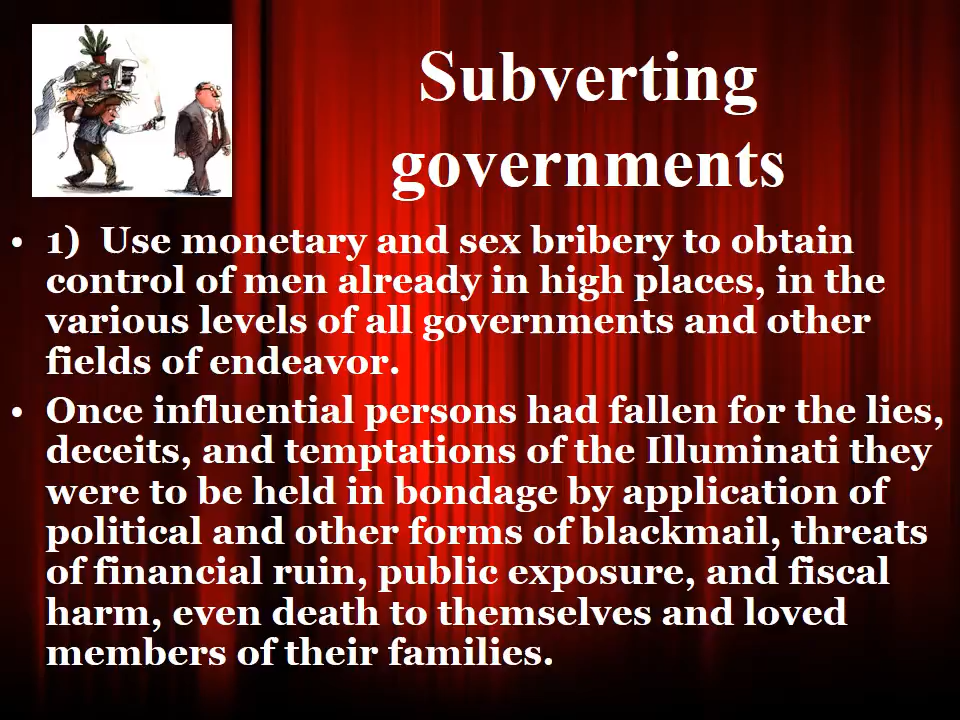 Subverting
governments
• 1)  Use monetary and sex bribery to obtain
control of men already in high places, in the
various levels of all governments and other
fields of endeavor.
• Once influential persons had fallen for the lies,
deceits, and temptations of the Illuminati they
were to be held in bondage by application of
political and other forms of blackmail, threats
of financial ruin, public exposure, and fiscal
harm, even death to themselves and loved
members of their families.